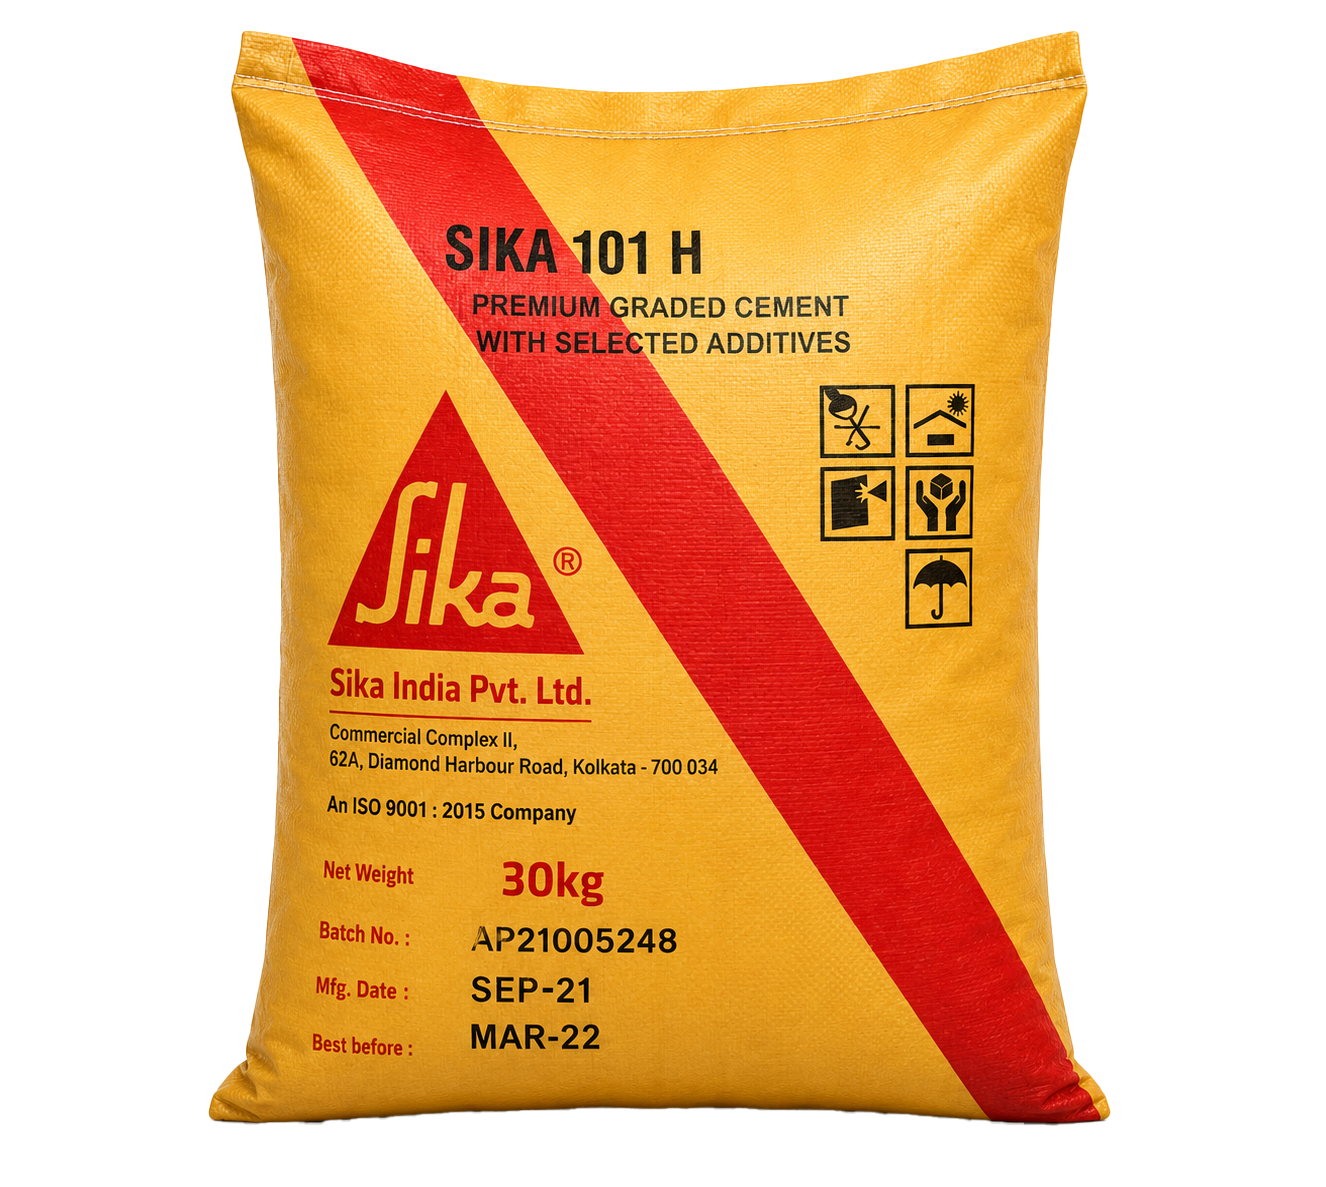 SIKA 101 H
PREMIUM GRADED CEMENT
WITH SELECTED ADDITIVES
Sika ®
Sika India Pvt. Ltd.
Commercial Complex II,
62A, Diamond Harbour Road, Kolkata - 700 034
An ISO 9001 : 2015 Company
Net Weight 30kg
Batch No. : AP21005248
Mfg. Date : SEP-21
Best before : MAR-22